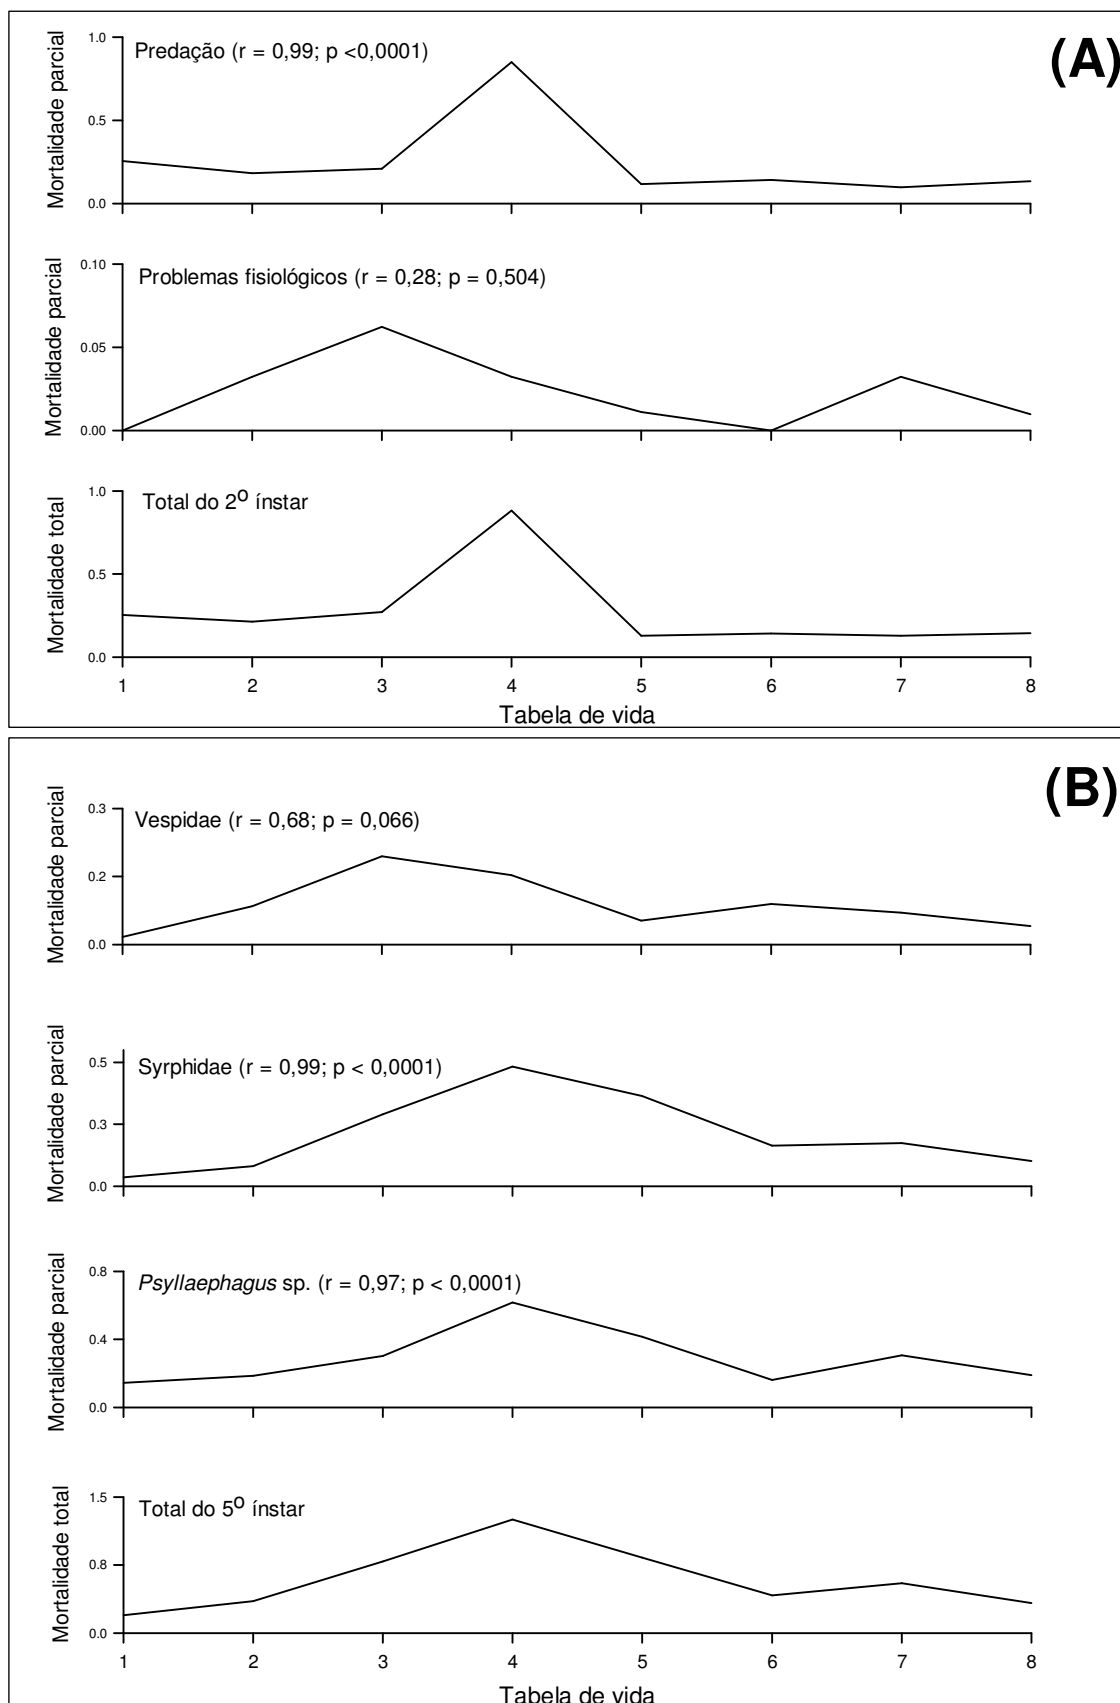 (A)
Predação (r = 0,99; p <0,0001)
Mortalidade parcial
1.0
0.5
0.0
Problemas fisiológicos (r = 0,28; p = 0,504)
Mortalidade parcial
0.10
0.05
0.00
Total do 2º ínstar
Mortalidade total
1.0
0.5
0.0
1 2 3 4 5 6 7 8
Tabela de vida
(B)
Vespidae (r = 0,68; p = 0,066)
Mortalidade parcial
0.3
0.2
0.0
Syrphidae (r = 0,99; p < 0,0001)
Mortalidade parcial
0.5
0.3
0.0
Psyllaephagus sp. (r = 0,97; p < 0,0001)
Mortalidade parcial
0.8
0.4
0.0
Total do 5º ínstar
Mortalidade total
1.5
0.8
0.0
1 2 3 4 5 6 7 8
Tabela de vida